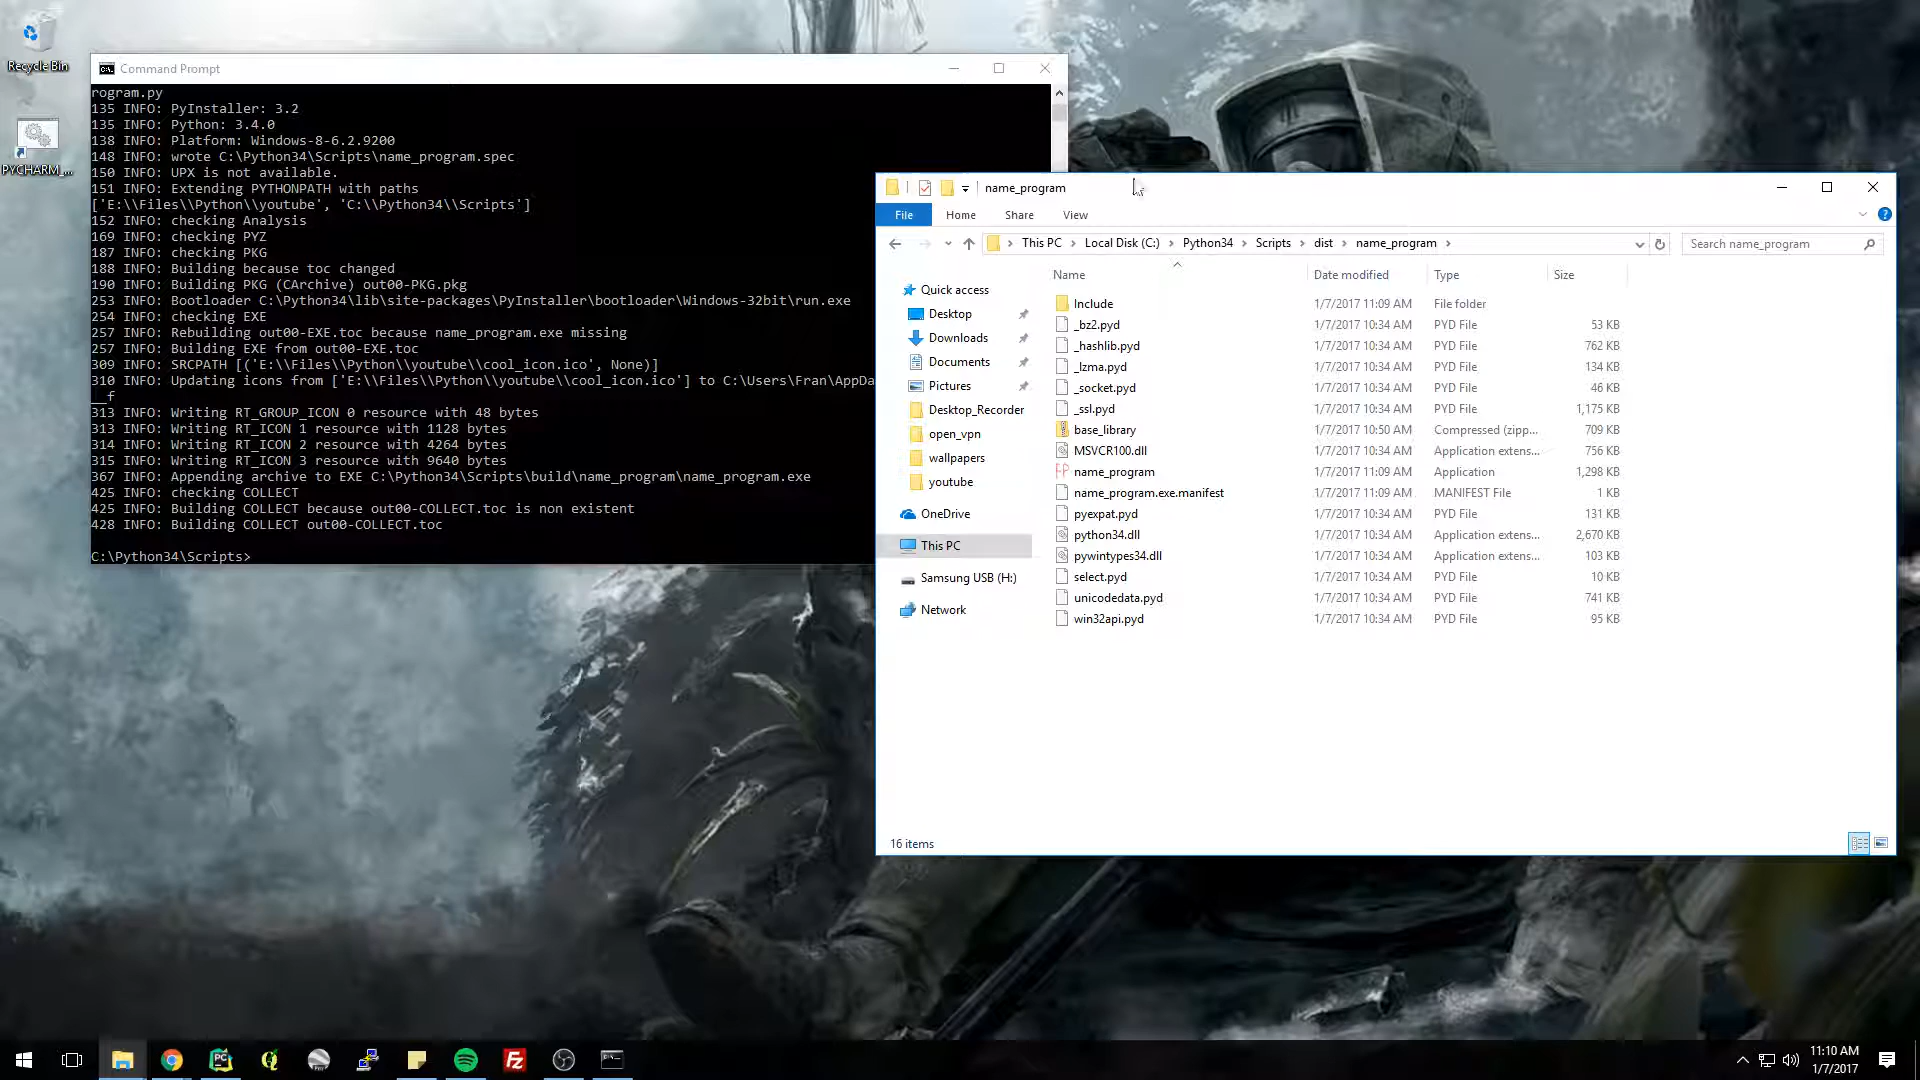 Recycle Bin
PYCHARM_...
Command Prompt
rogram.py
135 INFO: PyInstaller: 3.2
135 INFO: Python: 3.4.0
138 INFO: Platform: Windows-8-6.2.9200
148 INFO: wrote C:\Python34\Scripts\name_program.spec
150 INFO: UPX is not available.
151 INFO: Extending PYTHONPATH with paths
['E:\\Files\\Python\\youtube', 'C:\\Python34\\Scripts']
152 INFO: checking Analysis
169 INFO: checking PYZ
187 INFO: checking PKG
188 INFO: Building because toc changed
190 INFO: Building PKG (CArchive) out00-PKG.pkg
253 INFO: Bootloader C:\Python34\lib\site-packages\PyInstaller\bootloader\Windows-32bit\run.exe
254 INFO: checking EXE
257 INFO: Rebuilding out00-EXE.toc because name_program.exe missing
257 INFO: Building EXE from out00-EXE.toc
309 INFO: SRCPATH [('E:\\Files\\Python\\youtube\\cool_icon.ico', None)]
310 INFO: Updating icons from ['E:\\Files\\Python\\youtube\\cool_icon.ico'] to C:\Users\Fran\AppDa
__f
313 INFO: Writing RT_GROUP_ICON 0 resource with 48 bytes
313 INFO: Writing RT_ICON 1 resource with 1128 bytes
314 INFO: Writing RT_ICON 2 resource with 4264 bytes
315 INFO: Writing RT_ICON 3 resource with 9640 bytes
367 INFO: Appending archive to EXE C:\Python34\Scripts\build\name_program\name_program.exe
425 INFO: checking COLLECT
425 INFO: Building COLLECT because out00-COLLECT.toc is non existent
428 INFO: Building COLLECT out00-COLLECT.toc
C:\Python34\Scripts>
name_program
File Home Share View
This PC > Local Disk (C:) > Python34 > Scripts > dist > name_program >
Search name_program
Name Date modified Type Size
Quick access
Desktop
Downloads
Documents
Pictures
Desktop_Recorder
open_vpn
wallpapers
youtube
OneDrive
This PC
Samsung USB (H:)
Network
Include 1/7/2017 11:09 AM File folder
_bz2.pyd 1/7/2017 10:34 AM PYD File 53 KB
_hashlib.pyd 1/7/2017 10:34 AM PYD File 762 KB
_lzma.pyd 1/7/2017 10:34 AM PYD File 134 KB
_socket.pyd 1/7/2017 10:34 AM PYD File 46 KB
_ssl.pyd 1/7/2017 10:34 AM PYD File 1,175 KB
base_library 1/7/2017 10:50 AM Compressed (zipp... 709 KB
MSVCR100.dll 1/7/2017 10:34 AM Application extens... 756 KB
name_program 1/7/2017 11:09 AM Application 1,298 KB
name_program.exe.manifest 1/7/2017 11:09 AM MANIFEST File 1 KB
pyexpat.pyd 1/7/2017 10:34 AM PYD File 131 KB
python34.dll 1/7/2017 10:34 AM Application extens... 2,670 KB
pywintypes34.dll 1/7/2017 10:34 AM Application extens... 103 KB
select.pyd 1/7/2017 10:34 AM PYD File 10 KB
unicodedata.pyd 1/7/2017 10:34 AM PYD File 741 KB
win32api.pyd 1/7/2017 10:34 AM PYD File 95 KB
16 items
11:10 AM
1/7/2017